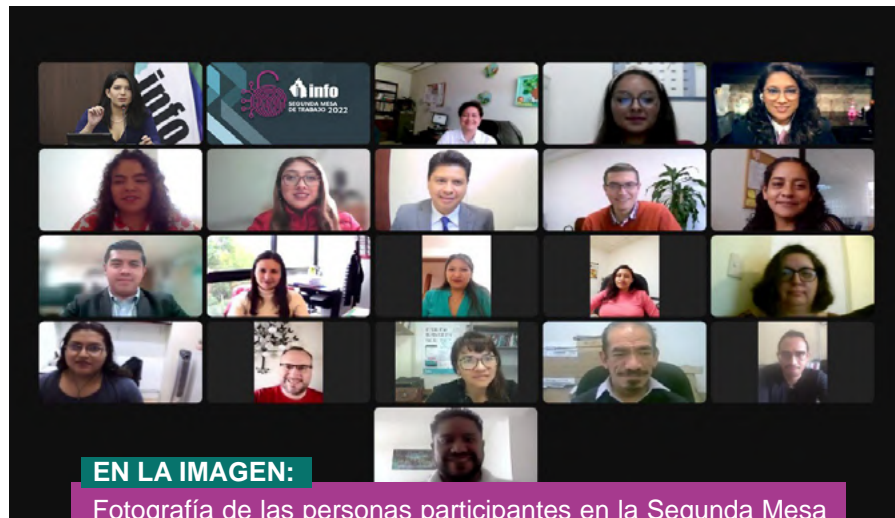 info
info
SEGUNDA MESA
DE TRABAJO 2022
EN LA IMAGEN:
Fotografía de las personas participantes en la Segunda Mesa